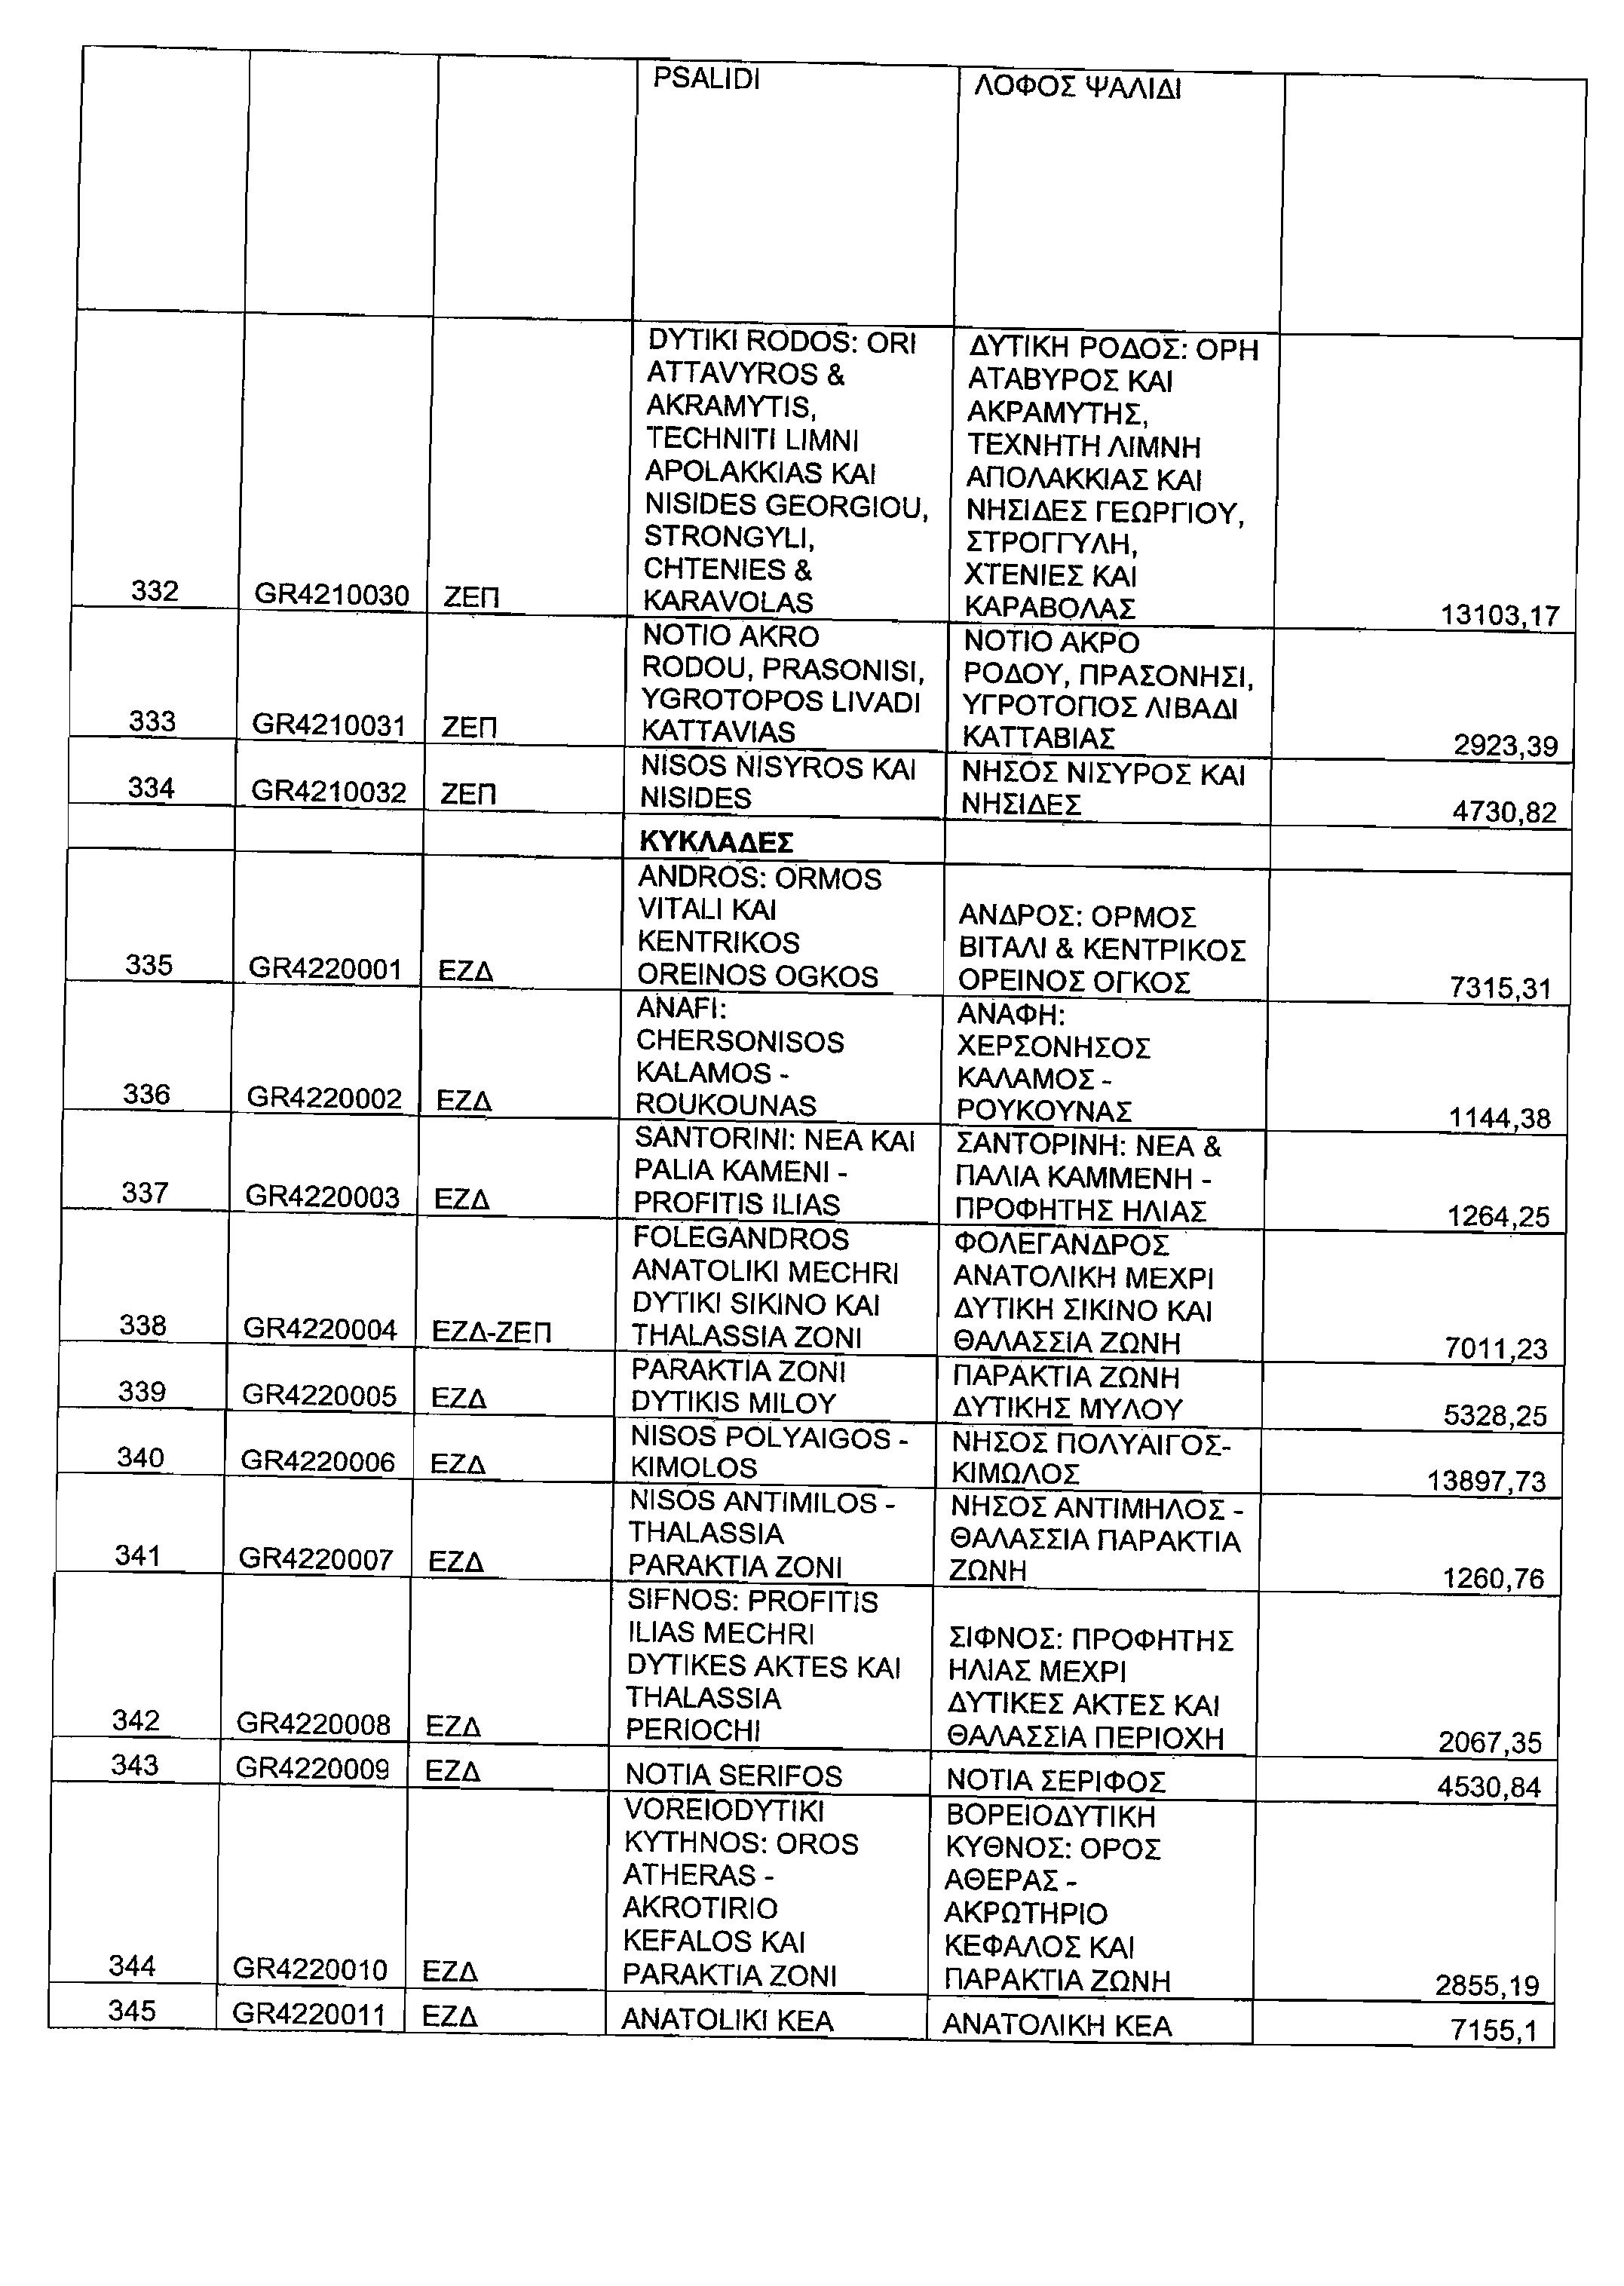 PSALIDI
ΛΟΦΟΣ ΨΑΛΙΔΙ
DYTIKI RODOS: ORI
ATTAVYROS &
AKRAMYTIS,
TECHNITI LIMNI
APOLAKKIAS KAI
NISIDES GEORGIOU,
STRONGYLI,
CHTENIES &
KARAVOLAS
ΔΥΤΙΚΗ ΡΟΔΟΣ: ΟΡΗ
ΑΤΑΒΥΡΟΣ ΚΑΙ
ΑΚΡΑΜΥΤΗΣ,
ΤΕΧΝΗΤΗ ΛΙΜΝΗ
ΑΠΟΛΑΚΚΙΑΣ ΚΑΙ
ΝΗΣΙΔΕΣ ΓΕΩΡΓΙΟΥ,
ΣΤΡΟΓΓΥΛΗ,
ΧΤΕΝΙΕΣ ΚΑΙ
ΚΑΡΑΒΟΛΑΣ
332 GR4210030 ΖΕΠ 13103,17
NOTIO AKRO
RODOU, PRASONISI,
YGROTOPOS LIVADI
KATTAVIAS
ΝΟΤΙΟ ΑΚΡΟ
ΡΟΔΟΥ, ΠΡΑΣΟΝΗΣΙ,
ΥΓΡΟΤΟΠΟΣ ΛΙΒΑΔΙ
ΚΑΤΤΑΒΙΑΣ
333 GR4210031 ΖΕΠ 2923,39
NISOS NISYROS KAI
NISIDES
ΝΗΣΟΣ ΝΙΣΥΡΟΣ ΚΑΙ
ΝΗΣΙΔΕΣ
334 GR4210032 ΖΕΠ 4730,82
ΚΥΚΛΑΔΕΣ
ANDROS: ORMOS
VITALI KAI
KENTRIKOS
OREINOS OGKOS
ΑΝΔΡΟΣ: ΟΡΜΟΣ
ΒΙΤΑΛΙ & ΚΕΝΤΡΙΚΟΣ
ΟΡΕΙΝΟΣ ΟΓΚΟΣ
335 GR4220001 ΕΖΔ 7315,31
ANAFI:
CHERSONISOS
KALAMOS -
ROUKOUNAS
ΑΝΑΦΗ:
ΧΕΡΣΟΝΗΣΟΣ
ΚΑΛΑΜΟΣ -
ΡΟΥΚΟΥΝΑΣ
336 GR4220002 ΕΖΔ 1144,38
SANTORINI: NEA KAI
PALIA KAMENI -
PROFITIS ILIAS
ΣΑΝΤΟΡΙΝΗ: ΝΕΑ &
ΠΑΛΙΑ ΚΑΜΜΕΝΗ -
ΠΡΟΦΗΤΗΣ ΗΛΙΑΣ
337 GR4220003 ΕΖΔ 1264,25
FOLEGANDROS
ANATOLIKI MECHRI
DYTIKI SIKINO KAI
THALASSIA ZONI
ΦΟΛΕΓΑΝΔΡΟΣ
ΑΝΑΤΟΛΙΚΗ ΜΕΧΡΙ
ΔΥΤΙΚΗ ΣΙΚΙΝΟ ΚΑΙ
ΘΑΛΑΣΣΙΑ ΖΩΝΗ
338 GR4220004 ΕΖΔ-ΖΕΠ 7011,23
PARAKTIA ZONI
DYTIKIS MILOY
ΠΑΡΑΚΤΙΑ ΖΩΝΗ
ΔΥΤΙΚΗΣ ΜΥΛΟΥ
339 GR4220005 ΕΖΔ 5328,25
NISOS POLYAIGOS -
KIMOLOS
ΝΗΣΟΣ ΠΟΛΥΑΙΓΟΣ-
ΚΙΜΩΛΟΣ
340 GR4220006 ΕΖΔ 13897,73
NISOS ANTIMILOS -
THALASSIA
PARAKTIA ZONI
ΝΗΣΟΣ ΑΝΤΙΜΗΛΟΣ -
ΘΑΛΑΣΣΙΑ ΠΑΡΑΚΤΙΑ
ΖΩΝΗ
341 GR4220007 ΕΖΔ 1260,76
SIFNOS: PROFITIS
ILIAS MECHRI
DYTIKES AKTES KAI
THALASSIA
PERIOCHI
ΣΙΦΝΟΣ: ΠΡΟΦΗΤΗΣ
ΗΛΙΑΣ ΜΕΧΡΙ
ΔΥΤΙΚΕΣ ΑΚΤΕΣ ΚΑΙ
ΘΑΛΑΣΣΙΑ ΠΕΡΙΟΧΗ
342 GR4220008 ΕΖΔ 2067,35
343 GR4220009 ΕΖΔ NOTIA SERIFOS ΝΟΤΙΑ ΣΕΡΙΦΟΣ 4530,84
VOREIODYTIKI
KYTHNOS: OROS
ATHERAS -
AKROTIRIO
KEFALOS KAI
PARAKTIA ZONI
ΒΟΡΕΙΟΔΥΤΙΚΗ
ΚΥΘΝΟΣ: ΟΡΟΣ
ΑΘΕΡΑΣ -
ΑΚΡΩΤΗΡΙΟ
ΚΕΦΑΛΟΣ ΚΑΙ
ΠΑΡΑΚΤΙΑ ΖΩΝΗ
344 GR4220010 ΕΖΔ 2855,19
345 GR4220011 ΕΖΔ ANATOLIKI KEA ΑΝΑΤΟΛΙΚΗ ΚΕΑ 7155,1